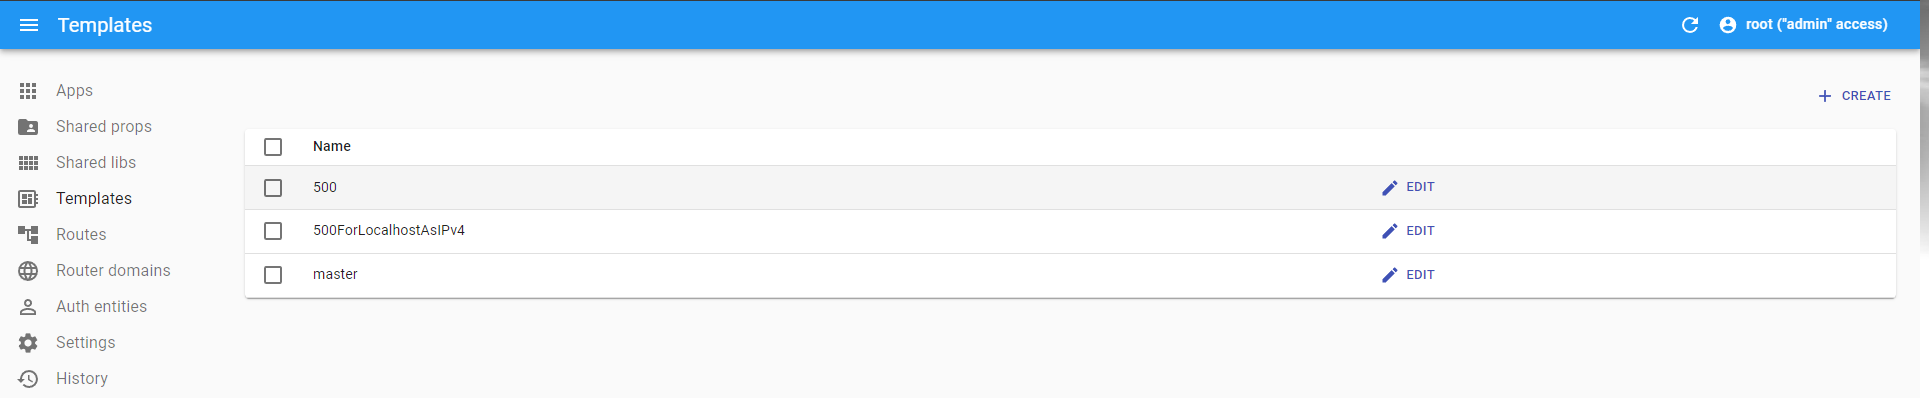 Templates
root ("admin" access)
Apps
Shared props
Shared libs
Templates
Routes
Router domains
Auth entities
Settings
History
CREATE
Name
500 EDIT
500ForLocalhostAsIPv4 EDIT
master EDIT